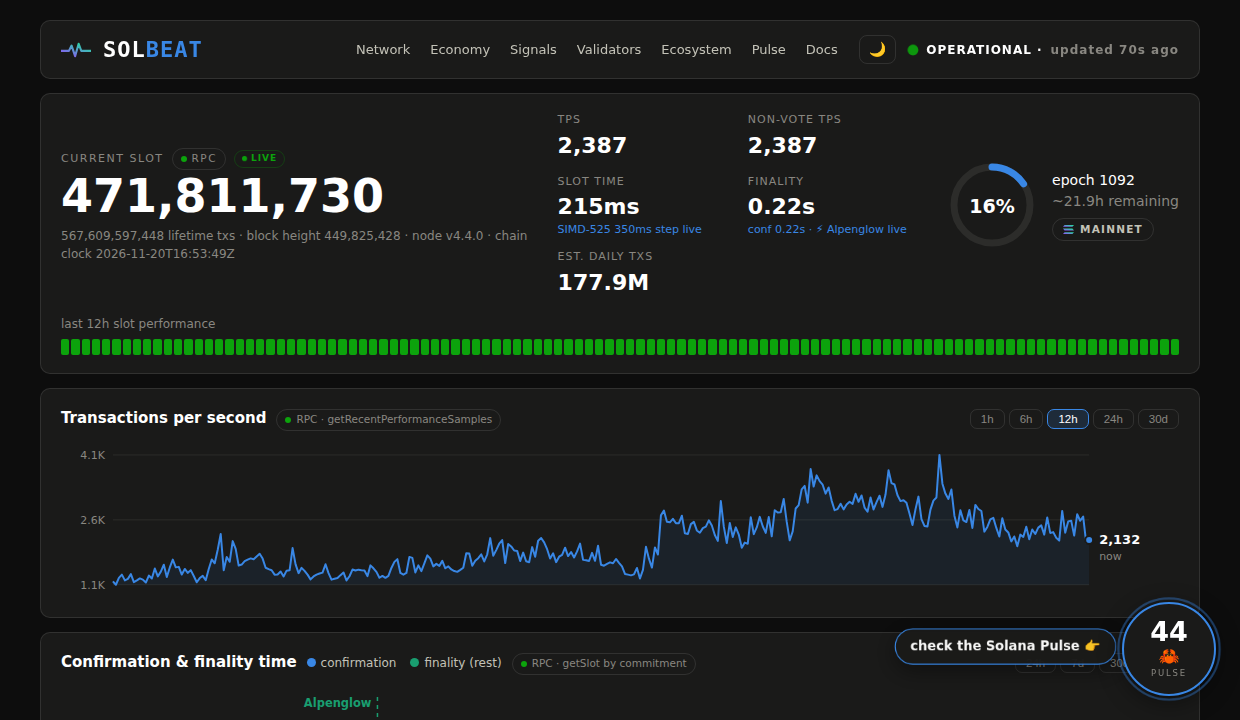 SOLBEAT
Network Economy Signals Validators Ecosystem Pulse Docs
OPERATIONAL · updated 70s ago
CURRENT SLOT RPC LIVE
471,811,730
567,609,597,448 lifetime txs · block height 449,825,428 · node v4.4.0 · chain
clock 2026-11-20T16:53:49Z
TPS
2,387
NON-VOTE TPS
2,387
SLOT TIME
215ms
SIMD-525 350ms step live
FINALITY
0.22s
conf 0.22s · ⚡ Alpenglow live
EST. DAILY TXS
177.9M
16%
epoch 1092
~21.9h remaining
MAINNET
last 12h slot performance
Transactions per second RPC · getRecentPerformanceSamples
1h 6h 12h 24h 30d
4.1K
2.6K
1.1K
2,132
now
Confirmation & finality time confirmation finality (rest) RPC · getSlot by commitment
check the Solana Pulse 👉
44
PULSE
Alpenglow